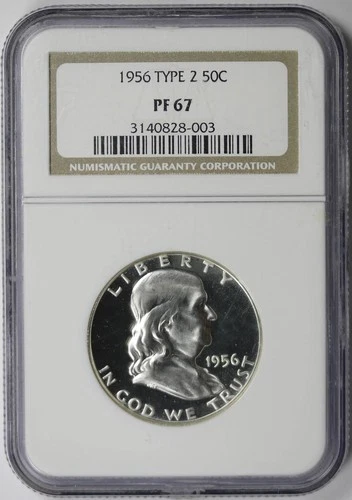 1956 TYPE 2 50C
PF 67
3140828-003
NUMISMATIC GUARANTY CORPORATION
LIBERTY
1956
IN GOD WE TRUST